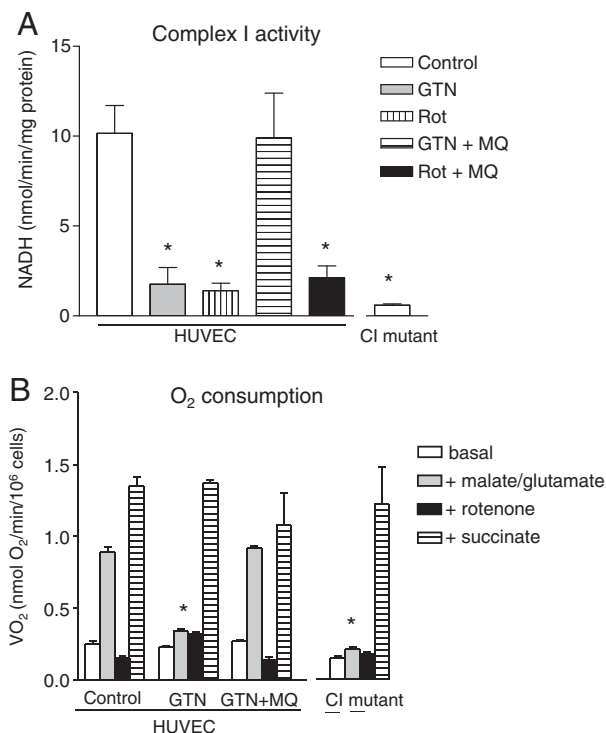 A
Complex I activity
NADH (nmol/min/mg protein)
15
10
5
0
*
*
*
*
Control
GTN
Rot
GTN + MQ
Rot + MQ
HUVEC
CI mutant
B
O₂ consumption
VO₂ (nmol O₂/min/10⁶ cells)
2.0
1.5
1.0
0.5
0.0
*
*
basal
+ malate/glutamate
+ rotenone
+ succinate
Control
GTN
GTN+MQ
CI mutant
HUVEC